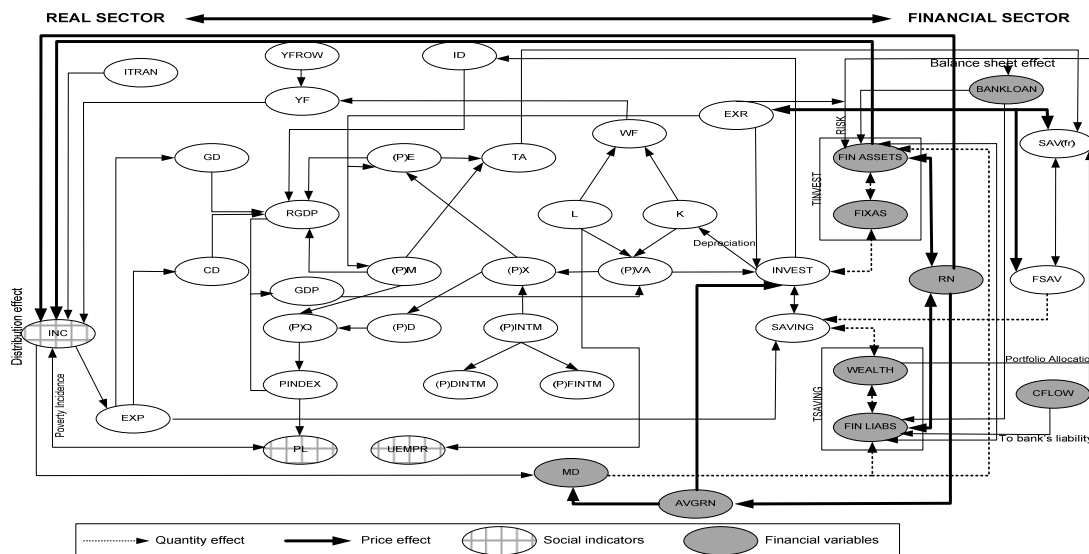 REAL SECTOR
FINANCIAL SECTOR
YFROW
ID
ITRAN
Balance sheet effect
BANKLOAN
YF
EXR
RISK
WF
SAV(fr)
GD
(P)E
TA
FIN ASSETS
TINVEST
RGDP
L
K
FIXAS
Depreciation
CD
(P)M
(P)X
(P)VA
INVEST
RN
FSAV
GDP
Distribution effect
INC
(P)Q
(P)D
(P)INTM
SAVING
WEALTH
Portfolio Allocatio
PINDEX
(P)DINTM
(P)FINTM
CFLOW
Poverty Incidence
TSAVING
EXP
FIN LIABS
To bank's liability
PL
UEMPR
MD
AVGRN
Quantity effect
Price effect
Social indicators
Financial variables